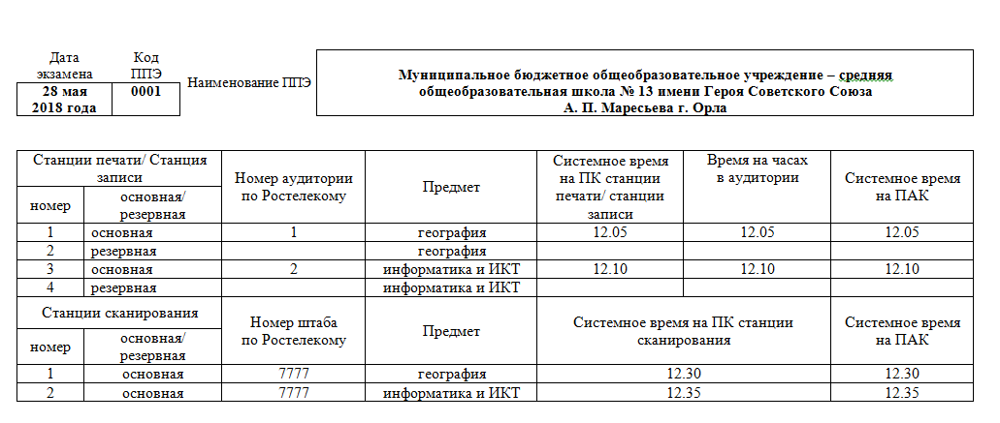 Дата экзамена
Код ППЭ
Наименование ППЭ
28 мая 2018 года
0001
Муниципальное бюджетное общеобразовательное учреждение – средняя
общеобразовательная школа № 13 имени Героя Советского Союза
А. П. Маресьева г. Орла
Станции печати/ Станция записи
Номер аудитории по Ростелекому
Предмет
Системное время на ПК станции печати/ станции записи
Время на часах в аудитории
Системное время на ПАК
номер
основная/ резервная
1 основная 1 география 12.05 12.05 12.05
2 резервная география
3 основная 2 информатика и ИКТ 12.10 12.10 12.10
4 резервная информатика и ИКТ
Станции сканирования
Номер штаба по Ростелекому
Предмет
Системное время на ПК станции сканирования
Системное время на ПАК
номер
основная/ резервная
1 основная 7777 география 12.30 12.30
2 основная 7777 информатика и ИКТ 12.35 12.35